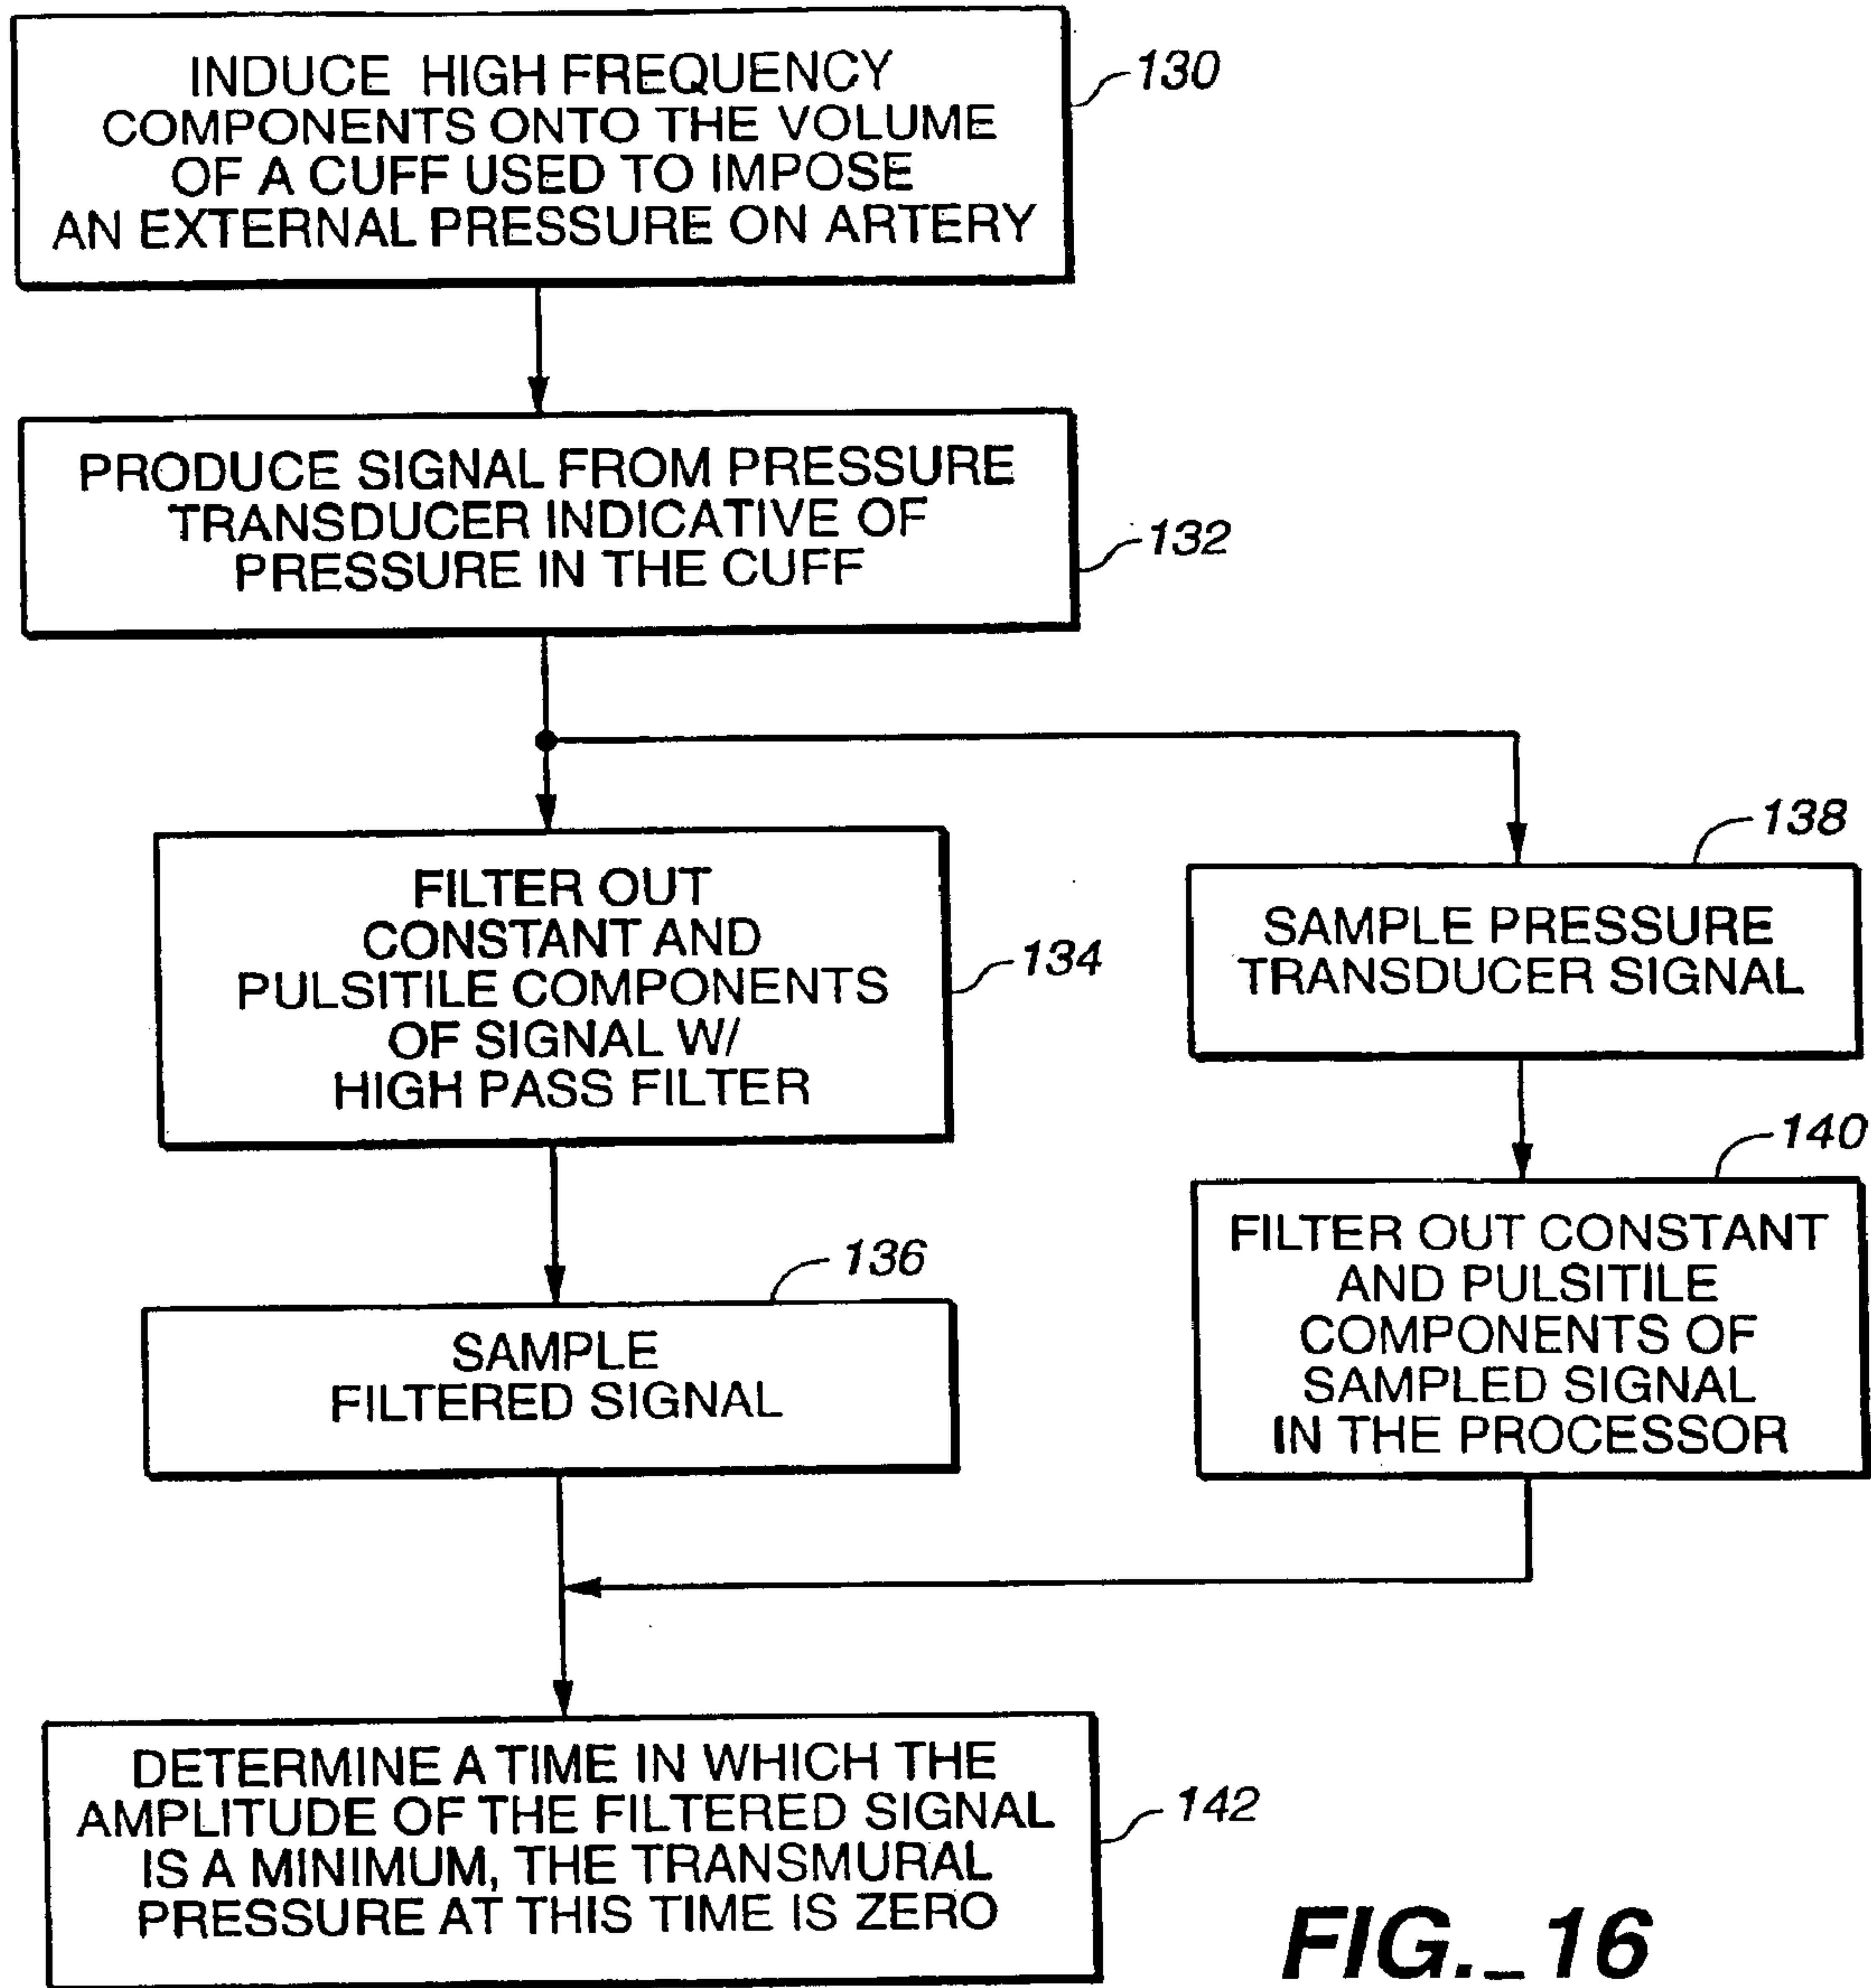 INDUCE HIGH FREQUENCY
COMPONENTS ONTO THE VOLUME
OF A CUFF USED TO IMPOSE
AN EXTERNAL PRESSURE ON ARTERY
130
PRODUCE SIGNAL FROM PRESSURE
TRANSDUCER INDICATIVE OF
PRESSURE IN THE CUFF
132
FILTER OUT
CONSTANT AND
PULSITILE COMPONENTS
OF SIGNAL W/
HIGH PASS FILTER
134
138
SAMPLE PRESSURE
TRANSDUCER SIGNAL
136
SAMPLE
FILTERED SIGNAL
140
FILTER OUT CONSTANT
AND PULSITILE
COMPONENTS OF
SAMPLED SIGNAL
IN THE PROCESSOR
DETERMINE A TIME IN WHICH THE
AMPLITUDE OF THE FILTERED SIGNAL
IS A MINIMUM, THE TRANSMURAL
PRESSURE AT THIS TIME IS ZERO
142
FIG._16